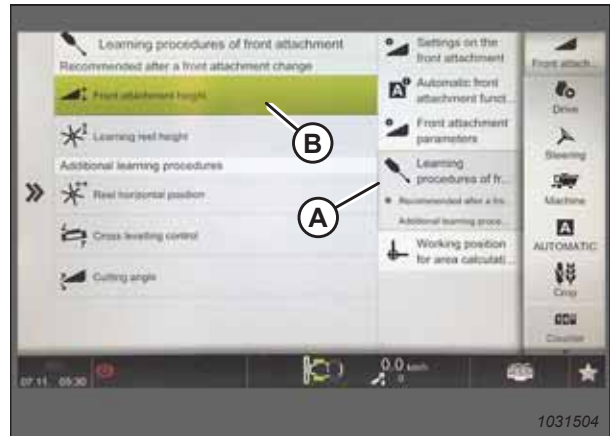 Learning procedures of front attachment
Recommended after a front attachment change
Front attachment height
Learning reel height
Additional learning procedures
Reel horizontal position
Cross levelling control
Cutting angle
Settings on the
front attachment
Automatic front
attachment funct...
Front attachment
parameters
Learning
procedures of fr...
Recommended after a fro...
Additional learning proce...
Working position
for area calculati...
Front attach...
Drive
Steering
Machine
AUTOMATIC
Crop
Counter
B
A
07.11 05:30
0.0 km/h
0
1031504